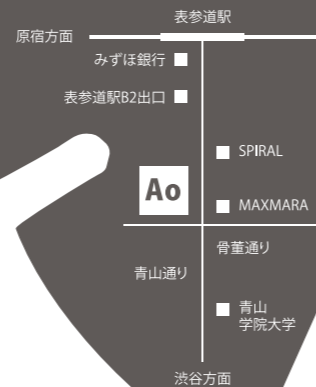 表参道駅
原宿方面
みずほ銀行
表参道駅B2出口
SPIRAL
Ao
MAXMARA
骨董通り
青山通り
青山
学院大学
渋谷方面